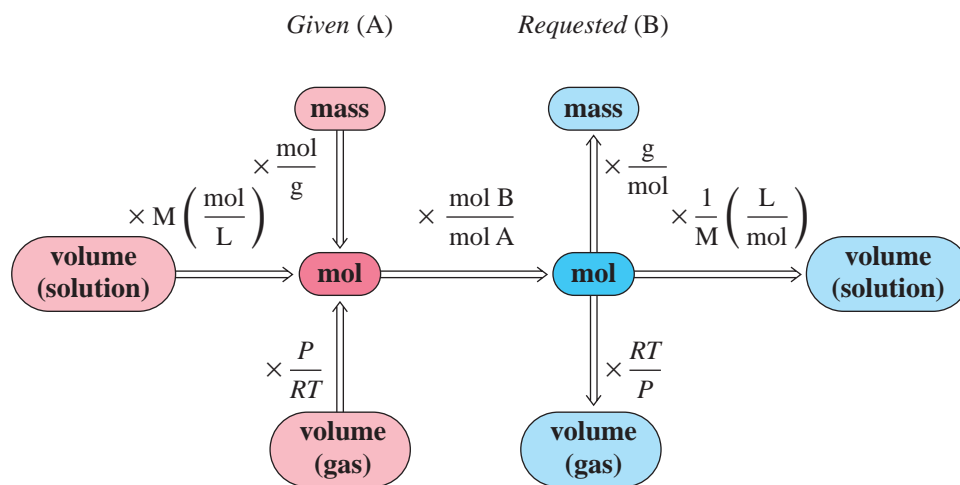 Given (A)
Requested (B)
mass
mass
× mol/g
× g/mol
× M (mol/L)
× mol B/mol A
× 1/M (L/mol)
volume
(solution)
mol
mol
volume
(solution)
× P/RT
× RT/P
volume
(gas)
volume
(gas)